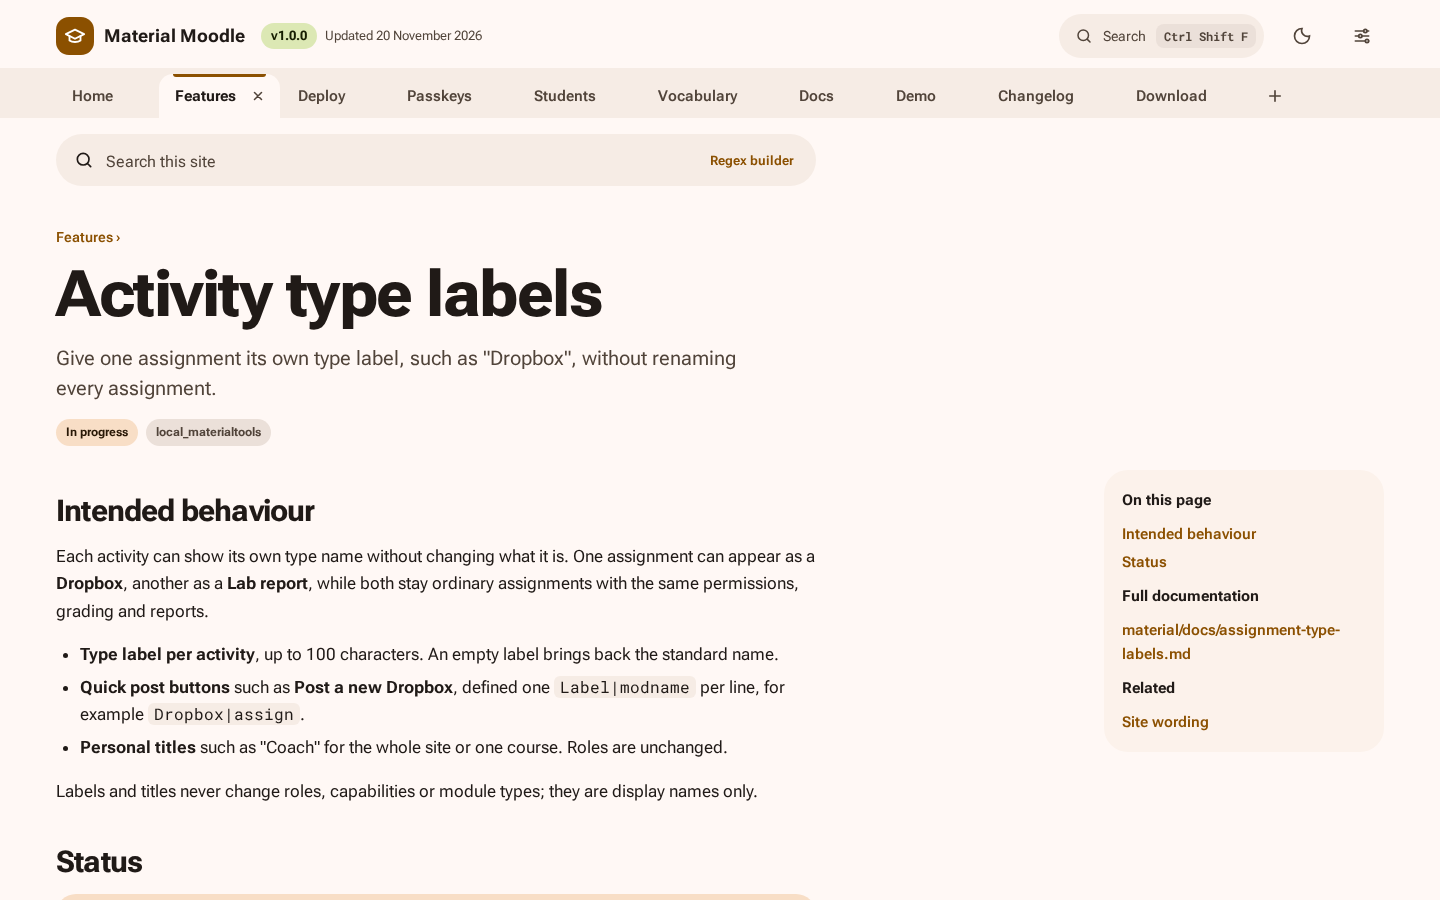 Material Moodle
v1.0.0
Updated 20 November 2026
Search
Ctrl Shift F
Home
Features
Deploy
Passkeys
Students
Vocabulary
Docs
Demo
Changelog
Download
Search this site
Regex builder
Features ›
Activity type labels
Give one assignment its own type label, such as "Dropbox", without renaming
every assignment.
In progress
local_materialtools
Intended behaviour
Each activity can show its own type name without changing what it is. One assignment can appear as a
Dropbox, another as a Lab report, while both stay ordinary assignments with the same permissions,
grading and reports.
• Type label per activity, up to 100 characters. An empty label brings back the standard name.
• Quick post buttons such as Post a new Dropbox, defined one Label|modname per line, for
example Dropbox|assign.
• Personal titles such as "Coach" for the whole site or one course. Roles are unchanged.
Labels and titles never change roles, capabilities or module types; they are display names only.
Status
On this page
Intended behaviour
Status
Full documentation
material/docs/assignment-type-
labels.md
Related
Site wording